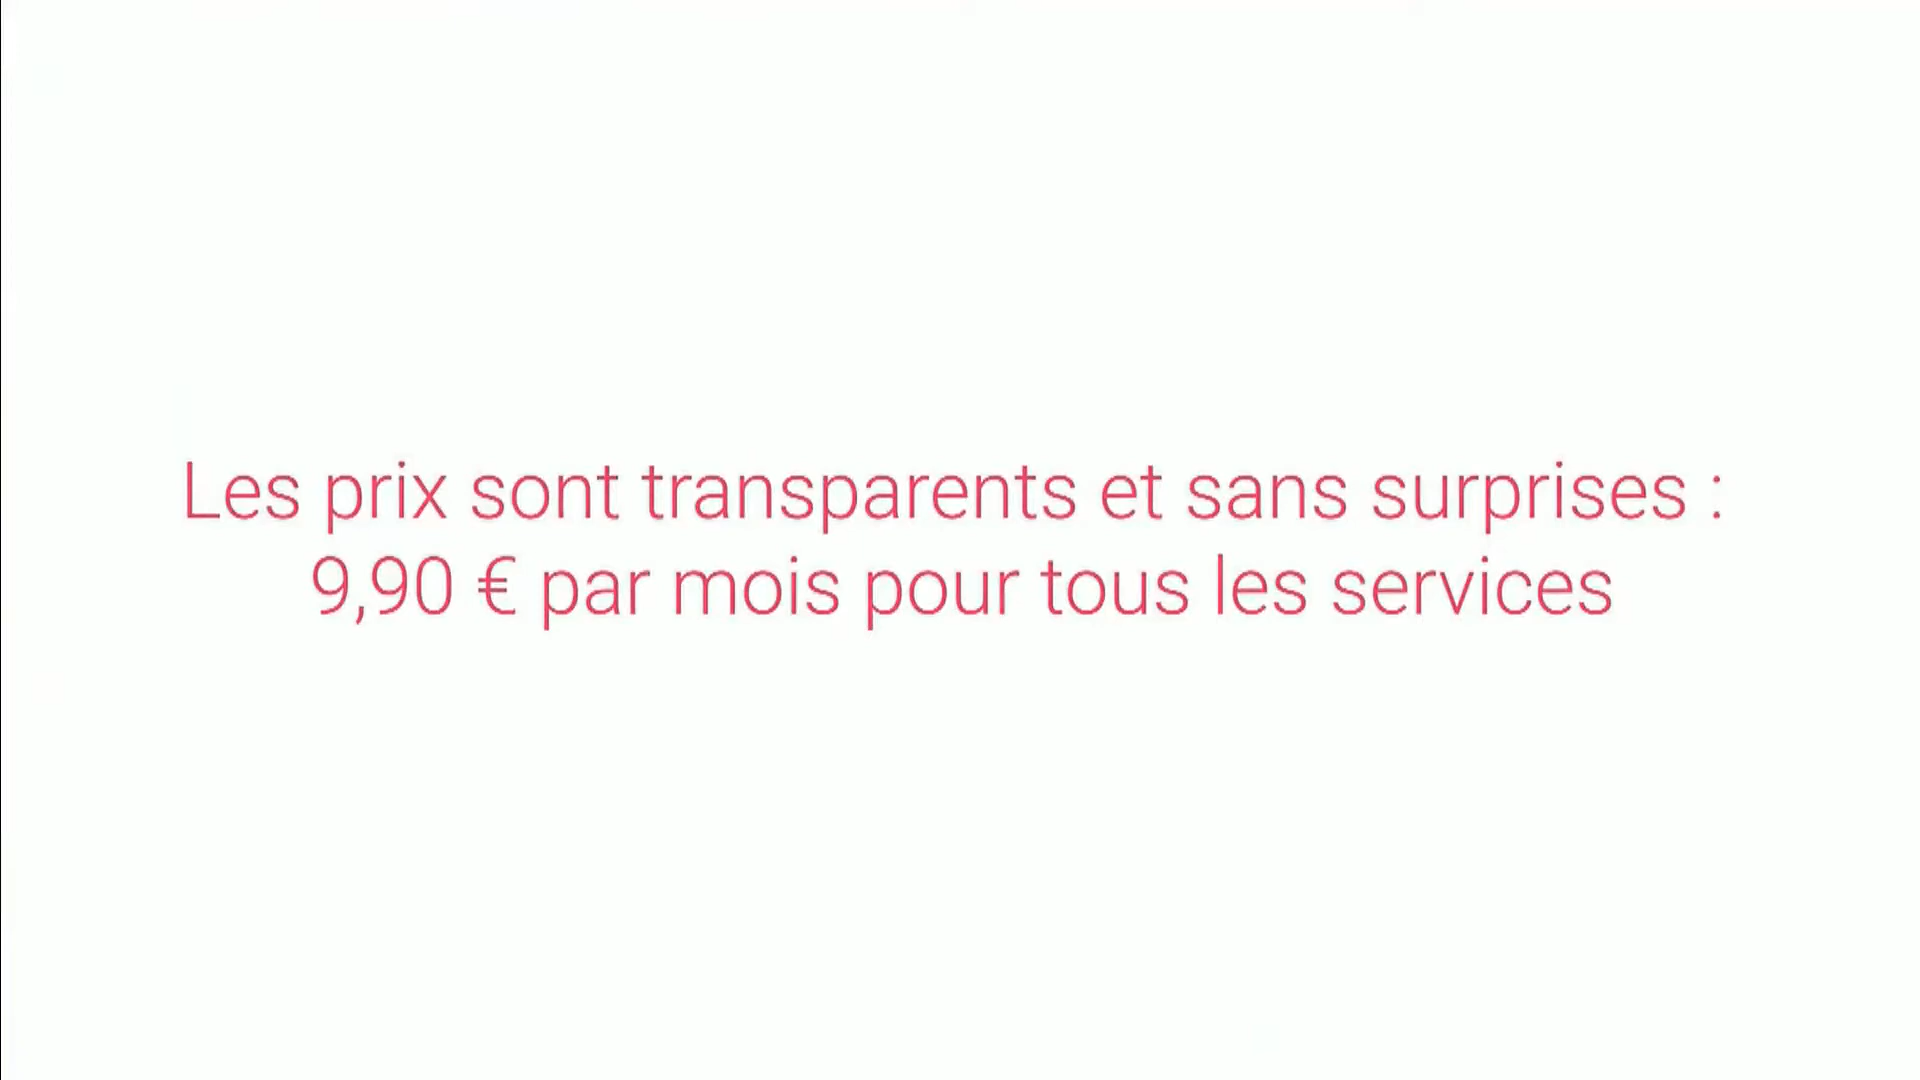 Les prix sont transparents et sans surprises :
9,90 € par mois pour tous les services